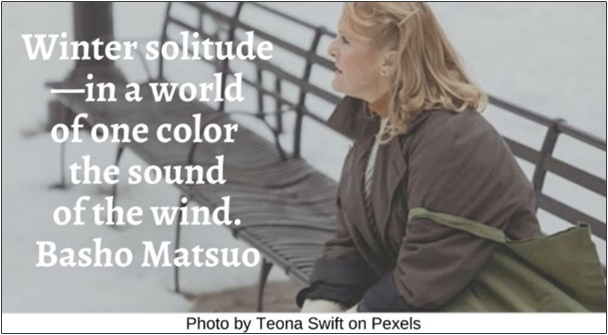 Winter solitude
—in a world
of one color
the sound
of the wind.
Basho Matsuo
Photo by Teona Swift on Pexels